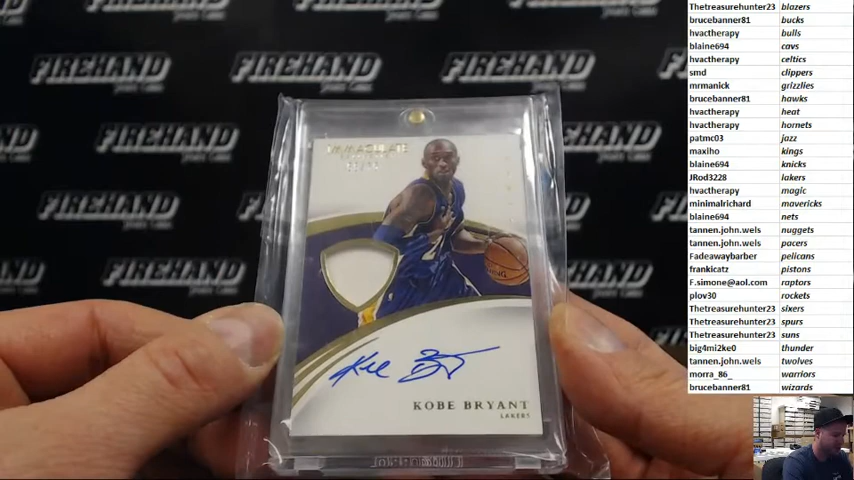 FIREHAND
FIREHAND
FIREHAND
FIREHAND
FIREHAND
FIREHAND
FIREHAND
FIREHAND
FIREHAND
IMMACULATE
KOBE BRYANT
LAKERS
Thetreasurehunter23 blazers
brucebanner81 bucks
hvactherapy bulls
blaine694 cavs
hvactherapy celtics
smd clippers
mrmanick grizzlies
brucebanner81 hawks
hvactherapy heat
hvactherapy hornets
patmc03 jazz
maxiho kings
blaine694 knicks
JRod3228 lakers
hvactherapy magic
minimalrichard mavericks
blaine694 nets
tannen.john.wels nuggets
tannen.john.wels pacers
Fadeawaybarber pelicans
frankicatz pistons
F.simone@aol.com raptors
plov30 rockets
Thetreasurehunter23 sixers
Thetreasurehunter23 spurs
Thetreasurehunter23 suns
big4mi2ke0 thunder
tannen.john.wels twolves
morra_86_ warriors
brucebanner81 wizards